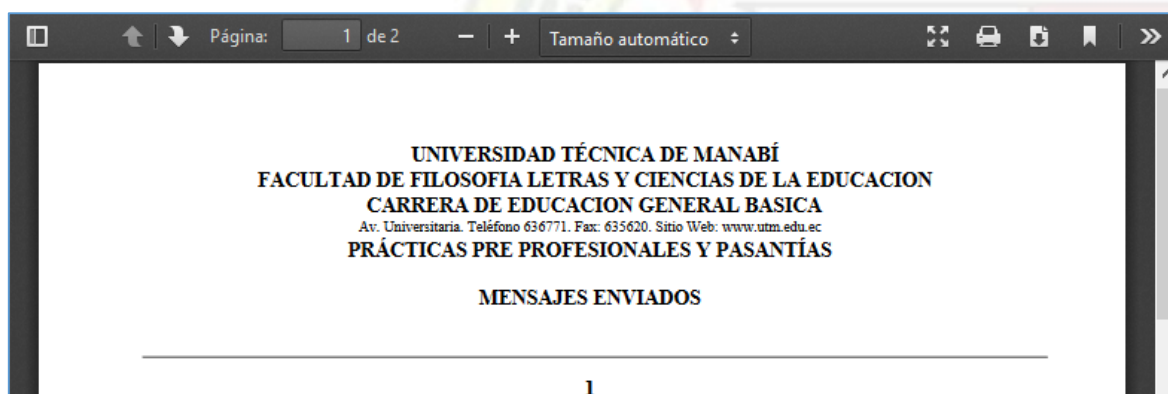 Página: 1 de 2 Tamaño automático
UNIVERSIDAD TÉCNICA DE MANABÍ
FACULTAD DE FILOSOFIA LETRAS Y CIENCIAS DE LA EDUCACION
CARRERA DE EDUCACION GENERAL BASICA
Av. Universitaria. Teléfono 636771. Fax: 635620. Sitio Web: www.utm.edu.ec
PRÁCTICAS PRE PROFESIONALES Y PASANTÍAS
MENSAJES ENVIADOS
1